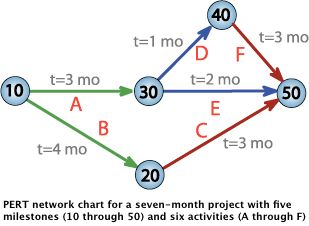 40
t=1 mo
t=3 mo
D
F
10
t=3 mo
30
t=2 mo
50
A
E
B
C
t=4 mo
t=3 mo
20
PERT network chart for a seven-month project with five
milestones (10 through 50) and six activities (A through F)